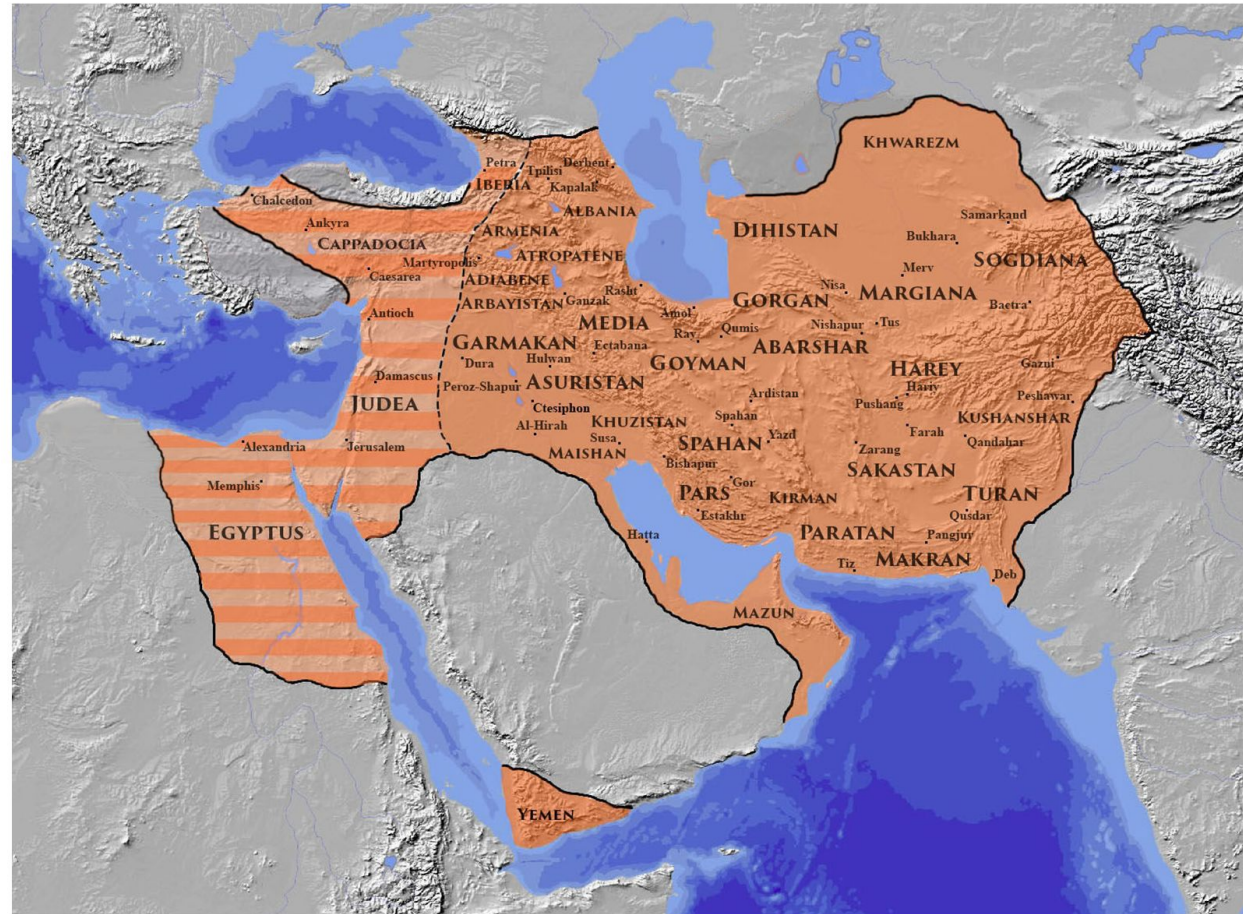 KHWAREZM
Petra
Tpilisi
Derbent
IBERIA
Kapalak
Chalcedon
ALBANIA
Samarkand
Ankyra
ARMENIA
DIHISTAN
Bukhara
CAPPADOCIA
ATROPATENE
SOGDIANA
Martyropolis
Merv
Caesarea
ADIABENE
Rasht
Nisa
MARGIANA
ARBAYISTAN
Ganzak
GORGAN
Baetra
Antioch
Amol
MEDIA
Nishapur
Tus
Ray
Qumis
GARMAKAN
Ectabana
ABARSHAR
Dura
Hulwan
GOYMAN
HAREY
Gazni
Damascus
ASURISTAN
Peroz-Shapur
Ardistan
Hariy
Peshawar
JUDEA
Ctesiphon
Pushang
Spahan
KUSHANSHAR
Al-Hirah
KHUZISTAN
Farah
Alexandria
Jerusalem
Susa
SPAHAN
Yazd
Zarang
Qandahar
MAISHAN
Bishapur
SAKASTAN
Memphis
Gor
PARS
KIRMAN
TURAN
Estakhr
Qusdar
EGYPTUS
Hatta
PARATAN
Pangjur
MAKRAN
Tiz
Deb
MAZUN
YEMEN